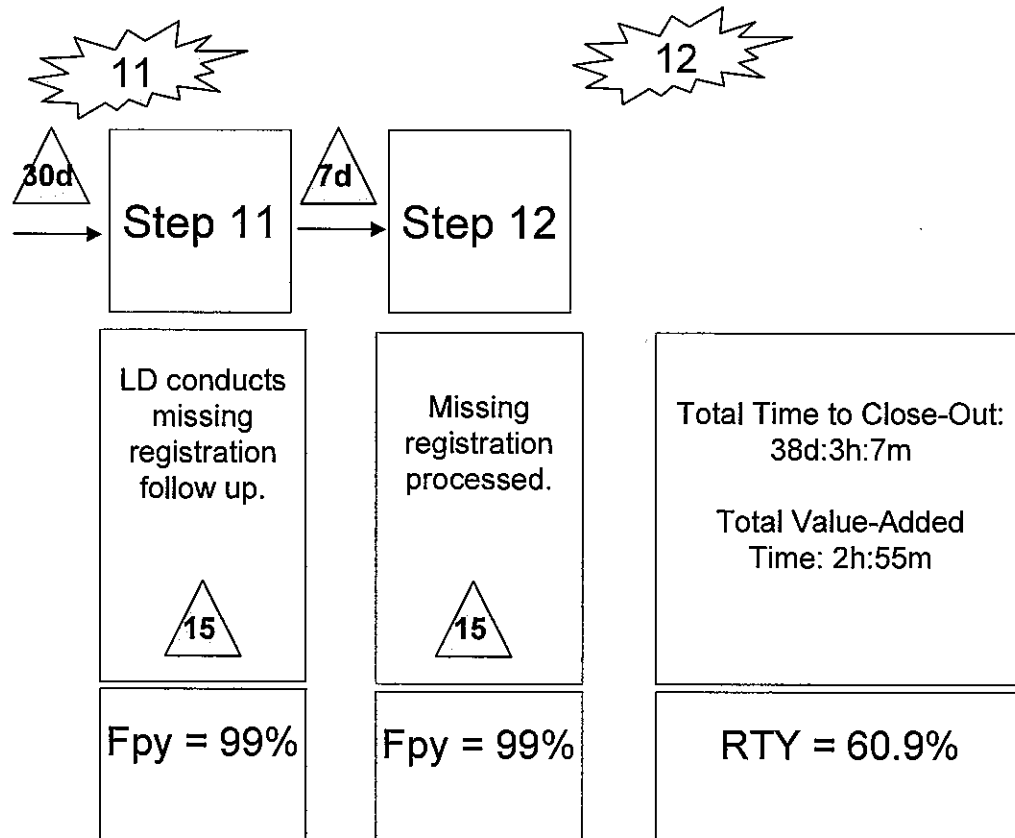 11
12
30d
7d
Step 11
Step 12
LD conducts
missing
registration
follow up.
15
Missing
registration
processed.
15
Total Time to Close-Out:
38d:3h:7m
Total Value-Added
Time: 2h:55m
Fpy = 99%
Fpy = 99%
RTY = 60.9%